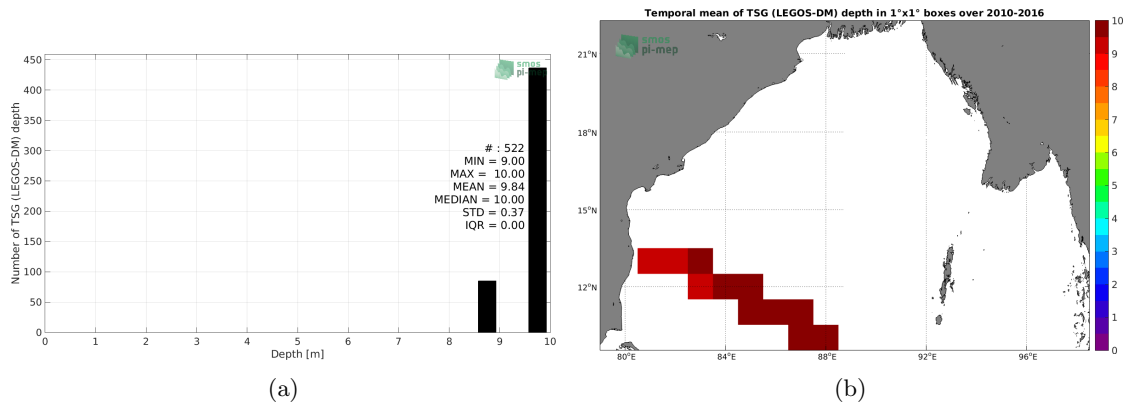 smos
pi-mep
Number of TSG (LEGOS-DM) depth
450
400
350
300
250
200
150
100
50
0
# : 522
MIN = 9.00
MAX = 10.00
MEAN = 9.84
MEDIAN = 10.00
STD = 0.37
IQR = 0.00
0 1 2 3 4 5 6 7 8 9 10
Depth [m]
(a)
Temporal mean of TSG (LEGOS-DM) depth in 1°x1° boxes over 2010-2016
smos
pi-mep
21°N
18°N
15°N
12°N
80°E 84°E 88°E 92°E 96°E
10
9
8
7
6
5
4
3
2
1
0
(b)